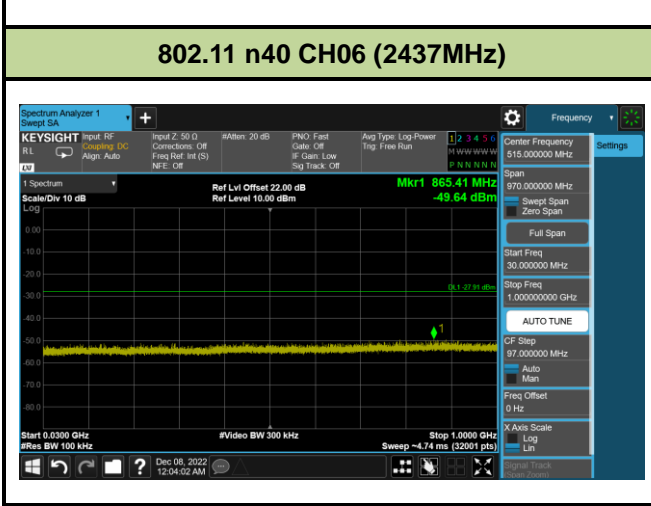 802.11 n40 CH06 (2437MHz)
Spectrum Analyzer 1
Swept SA
Frequency
KEYSIGHT
RL
Input: RF
Coupling: DC
Align: Auto
Input Z: 50 Ω
Corrections: Off
Freq Ref: Int (S)
NFE: Off
#Atten: 20 dB
PNO: Fast
Gate: Off
IF Gain: Low
Sig Track: Off
Avg Type: Log-Power
Trig: Free Run
1 2 3 4 5 6
M W W W W W
P N N N N N
1 Spectrum
Scale/Div 10 dB
Ref Lvl Offset 22.00 dB
Ref Level 10.00 dBm
Mkr1 865.41 MHz
-49.64 dBm
Log
0.00
-10.0
-20.0
-30.0
-40.0
-50.0
-60.0
-70.0
-80.0
DL1 -27.91 dBm
1
Start 0.0300 GHz
#Res BW 100 kHz
#Video BW 300 kHz
Stop 1.0000 GHz
Sweep ~4.74 ms (32001 pts)
Center Frequency
515.000000 MHz
Settings
Span
970.000000 MHz
Swept Span
Zero Span
Full Span
Start Freq
30.000000 MHz
Stop Freq
1.000000000 GHz
AUTO TUNE
CF Step
97.000000 MHz
Auto
Man
Freq Offset
0 Hz
X Axis Scale
Log
Lin
Signal Track
(Span Zoom)
Dec 08, 2022
12:04:02 AM